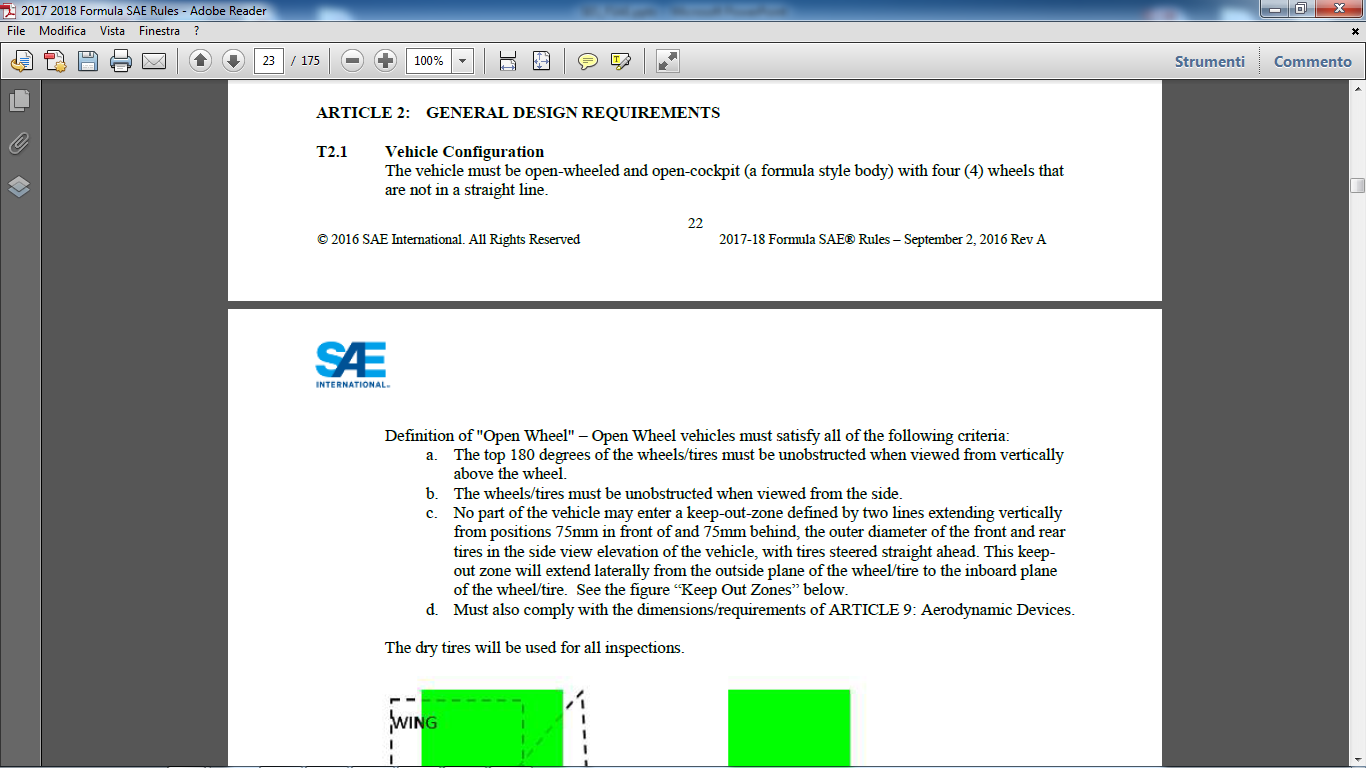 2017 2018 Formula SAE Rules - Adobe Reader
File Modifica Vista Finestra ?
23 / 175 100% Strumenti Commento
ARTICLE 2: GENERAL DESIGN REQUIREMENTS
T2.1 Vehicle Configuration
The vehicle must be open-wheeled and open-cockpit (a formula style body) with four (4) wheels that
are not in a straight line.
22
© 2016 SAE International. All Rights Reserved 2017-18 Formula SAE® Rules – September 2, 2016 Rev A
SAE
INTERNATIONAL
Definition of "Open Wheel" – Open Wheel vehicles must satisfy all of the following criteria:
a. The top 180 degrees of the wheels/tires must be unobstructed when viewed from vertically
above the wheel.
b. The wheels/tires must be unobstructed when viewed from the side.
c. No part of the vehicle may enter a keep-out-zone defined by two lines extending vertically
from positions 75mm in front of and 75mm behind, the outer diameter of the front and rear
tires in the side view elevation of the vehicle, with tires steered straight ahead. This keep-
out zone will extend laterally from the outside plane of the wheel/tire to the inboard plane
of the wheel/tire. See the figure “Keep Out Zones” below.
d. Must also comply with the dimensions/requirements of ARTICLE 9: Aerodynamic Devices.
The dry tires will be used for all inspections.
WING